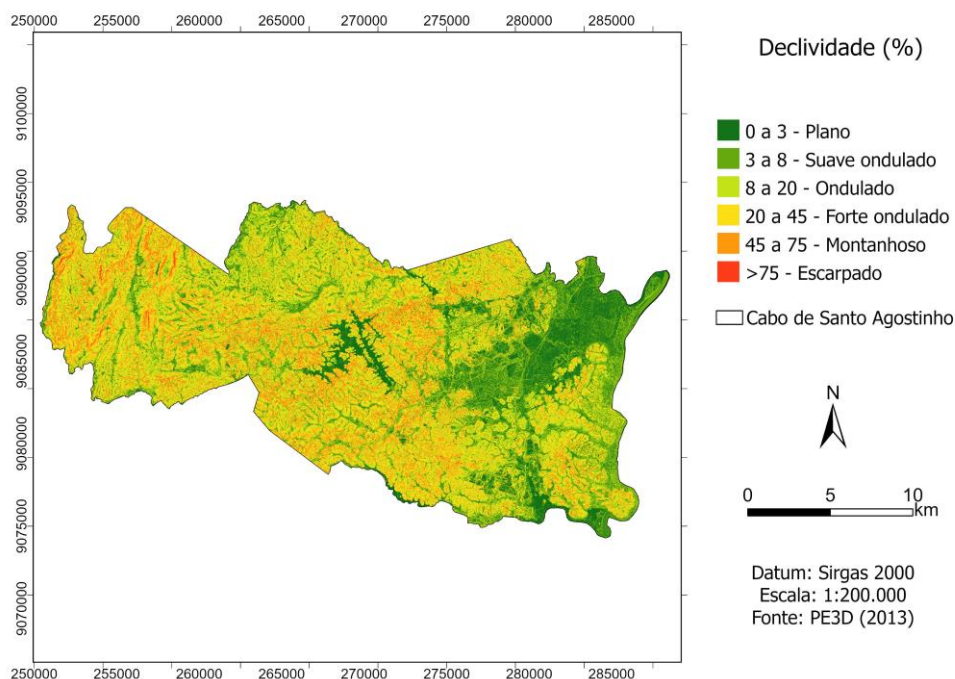 250000 255000 260000 265000 270000 275000 280000 285000
9100000
9095000
9090000
9085000
9080000
9075000
9070000
250000 255000 260000 265000 270000 275000 280000 285000
Declividade (%)
0 a 3 - Plano
3 a 8 - Suave ondulado
8 a 20 - Ondulado
20 a 45 - Forte ondulado
45 a 75 - Montanhoso
>75 - Escarpado
Cabo de Santo Agostinho
N
0 5 10
km
Datum: Sirgas 2000
Escala: 1:200.000
Fonte: PE3D (2013)